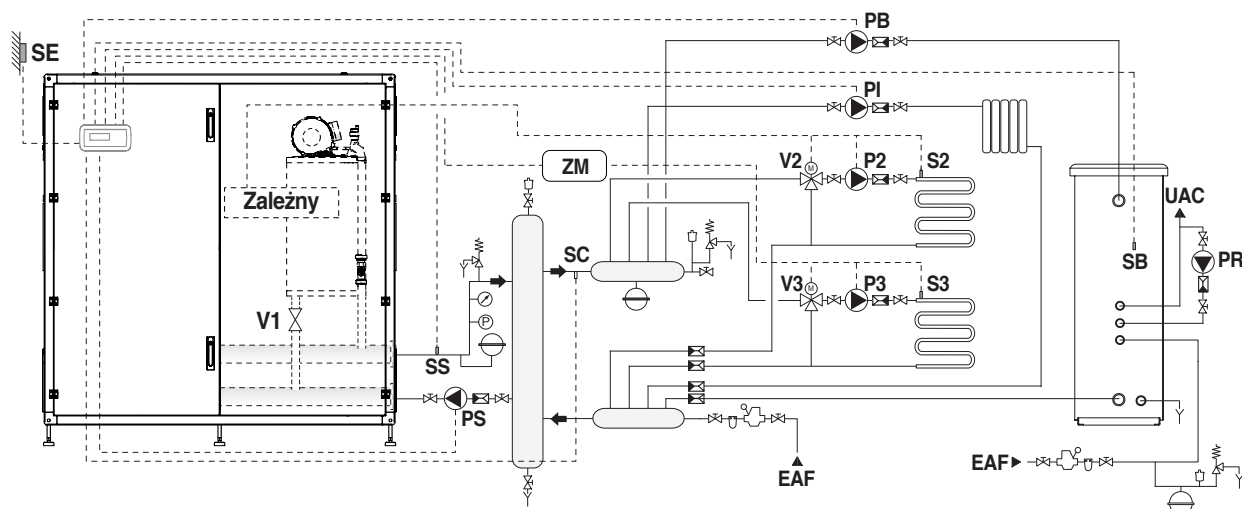 PB
SE
PI
V2
P2
S2
ZM
M
Zależny
UAC
SC
SB
PR
V3
P3
S3
M
V1
P
SS
PS
EAF
EAF